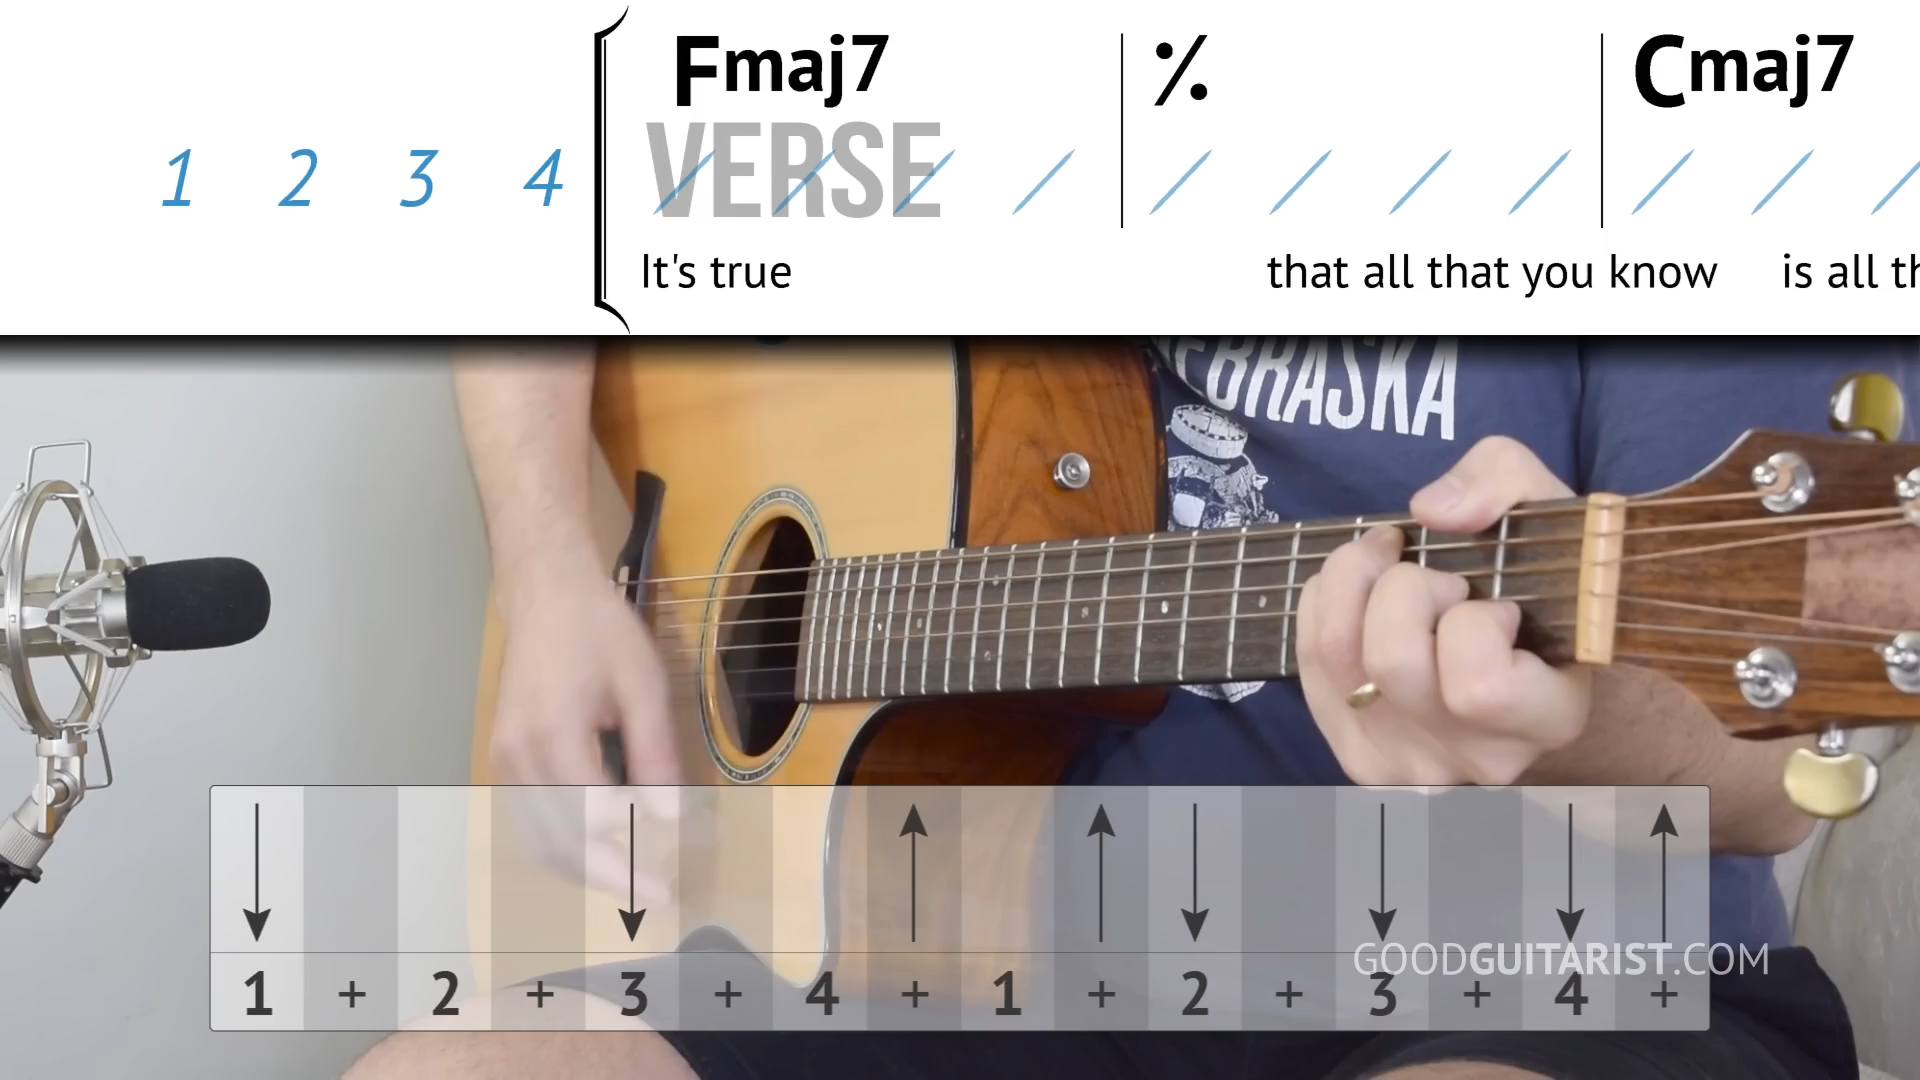 Fmaj7 Cmaj7
1 2 3 4
VERSE
It's true that all that you know is all
EBRASKA
GOODGUITARIST.COM
1 + 2 + 3 + 4 + 1 + 2 + 3 + 4 +